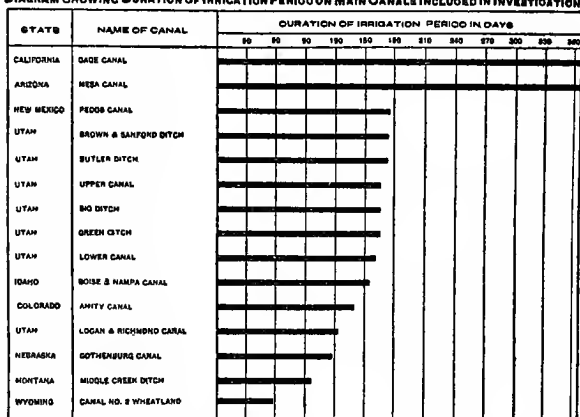 DIAGRAM SHOWING DURATION OF IRRIGATION PERIOD ON MAIN CANALS INCLUDED IN INVESTIGATION
STATE NAME OF CANAL DURATION OF IRRIGATION PERIOD IN DAYS
30 60 90 120 150 180 210 240 270 300 330 360
CALIFORNIA GAGE CANAL
ARIZONA MESA CANAL
NEW MEXICO PECOS CANAL
UTAH BROWN & SANFORD DITCH
UTAH BUTLER DITCH
UTAH UPPER CANAL
UTAH BIG DITCH
UTAH GREEN DITCH
UTAH LOWER CANAL
IDAHO BOISE & NAMPA CANAL
COLORADO AMITY CANAL
UTAH LOGAN & RICHMOND CANAL
NEBRASKA GOTHENBURG CANAL
MONTANA MIDDLE CREEK DITCH
WYOMING CANAL NO. 2 WHEATLAND